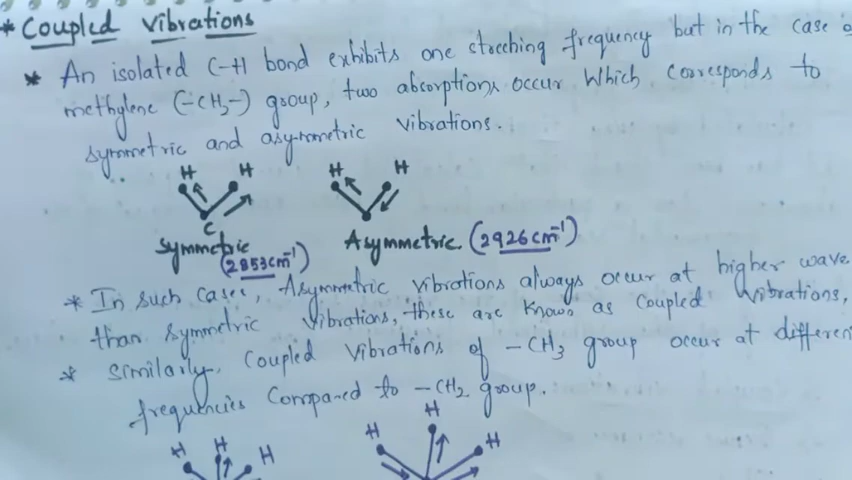 * Coupled Vibrations
* An isolated C-H bond exhibits one streching frequency but in the case o
methylene (-CH2-) group, two absorptions occur which corresponds to
symmetric and asymmetric vibrations.
H H H H
C
Symmetric Asymmetric (2926cm-1)
(2853cm-1)
* In such cases, Asymmetric vibrations always occur at higher wave
than symmetric vibrations, these are known as coupled vibrations,
* Similarly, coupled vibrations of -CH3 group occur at differen
frequencies compared to -CH2 group.
H H H H H H